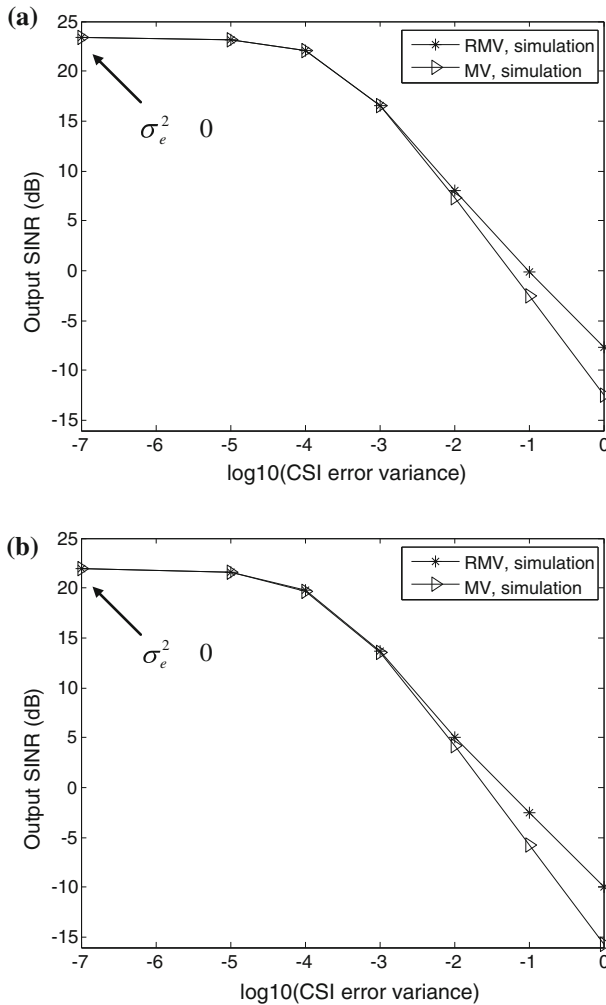 (a)
25
20
15
10
5
0
-5
-10
-15
Output SINR (dB)
RMV, simulation
MV, simulation
σ_e^2 0
-7 -6 -5 -4 -3 -2 -1 0
log10(CSI error variance)
(b)
25
20
15
10
5
0
-5
-10
-15
Output SINR (dB)
RMV, simulation
MV, simulation
σ_e^2 0
-7 -6 -5 -4 -3 -2 -1 0
log10(CSI error variance)